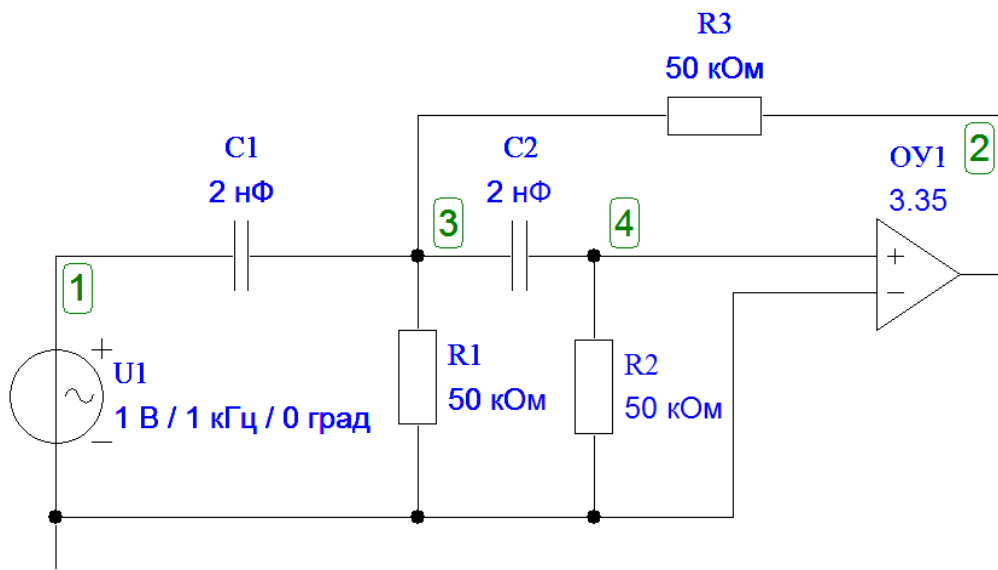 R3
50 кОм
C1
2 нФ
C2
2 нФ
ОУ1
3.35
2
3
4
1
+
−
+
−
U1
1 В / 1 кГц / 0 град
R1
50 кОм
R2
50 кОм